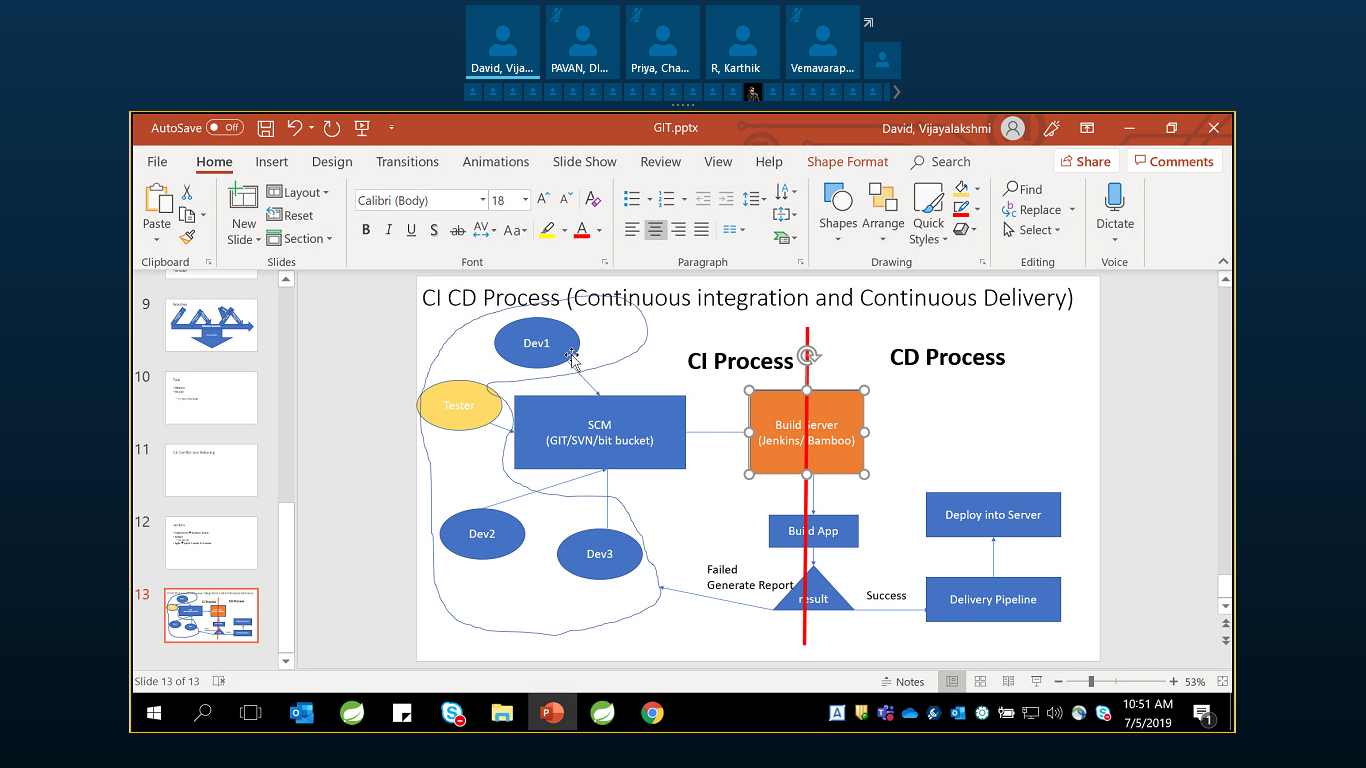 David, Vija...
PAVAN, DI...
Priya, Cha...
R, Karthik
Vemavarap...
AutoSave
Off
GIT.pptx
David, Vijayalakshmi
File
Home
Insert
Design
Transitions
Animations
Slide Show
Review
View
Help
Shape Format
Search
Share
Comments
Paste
New
Slide
Layout
Reset
Section
Calibri (Body)
18
B I U S ab AV Aa
A
Shapes
Arrange
Quick
Styles
Find
Replace
Select
Dictate
Clipboard
Slides
Font
Paragraph
Drawing
Editing
Voice
9
10
11
12
13
CI CD Process (Continuous integration and Continuous Delivery)
Dev1
CI Process
CD Process
Tester
SCM
(GIT/SVN/bit bucket)
Build Server
(Jenkins/ Bamboo)
Dev2
Dev3
Build App
Deploy into Server
Failed
Generate Report
result
Success
Delivery Pipeline
Slide 13 of 13
Notes
53%
10:51 AM
7/5/2019
1